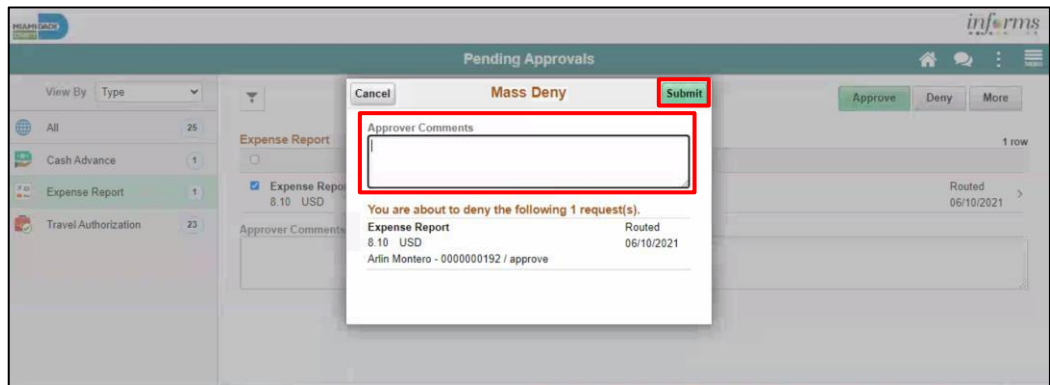 MIAMI-DADE
COUNTY
informs
Pending Approvals
MENU
View By Type
All 25
Cash Advance 1
Expense Report 1
Travel Authorization 23
Approve Deny More
Expense Report
1 row
Expense Repo
8.10 USD
Routed
06/10/2021
Approver Comments
Cancel Mass Deny Submit
Approver Comments
You are about to deny the following 1 request(s).
Expense Report Routed
8.10 USD 06/10/2021
Arlin Montero - 0000000192 / approve